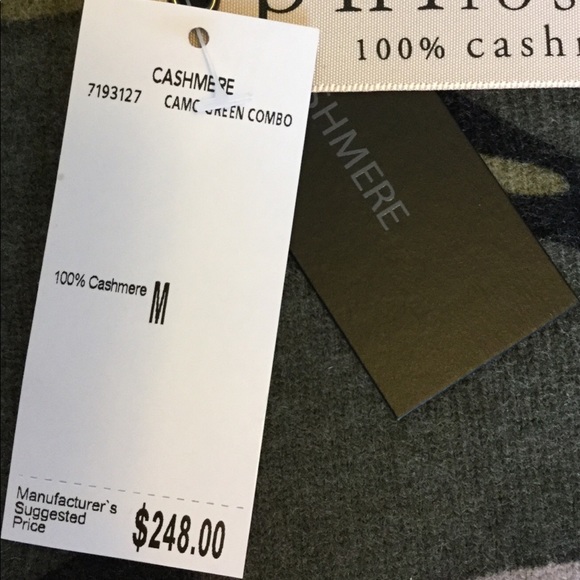 100% cashm
CASHMERE
7193127 CAMO GREEN COMBO
CASHMERE
100% Cashmere M
Manufacturer`s
Suggested
Price
$248.00